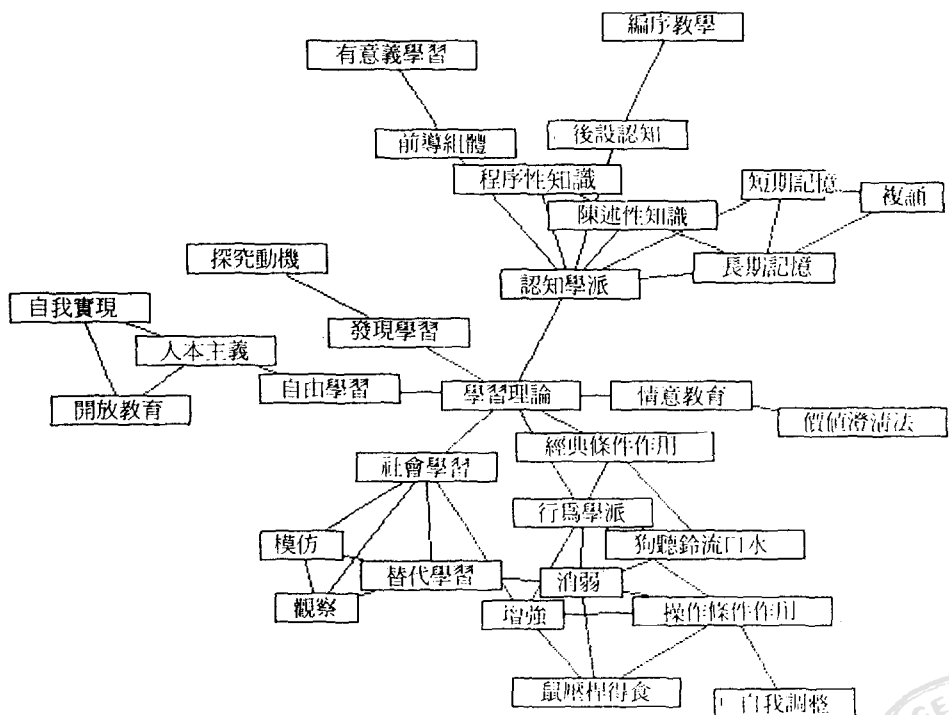 編序教學
有意義學習
後設認知
前導組體
程序性知識
短期記憶
複誦
陳述性知識
探究動機
長期記憶
認知學派
自我實現
發現學習
人本主義
自由學習
學習理論
情意教育
開放教育
價值澄清法
經典條件作用
社會學習
行為學派
模仿
狗聽鈴流口水
替代學習
消弱
觀察
增強
操作條件作用
鼠壓桿得食
自我調整